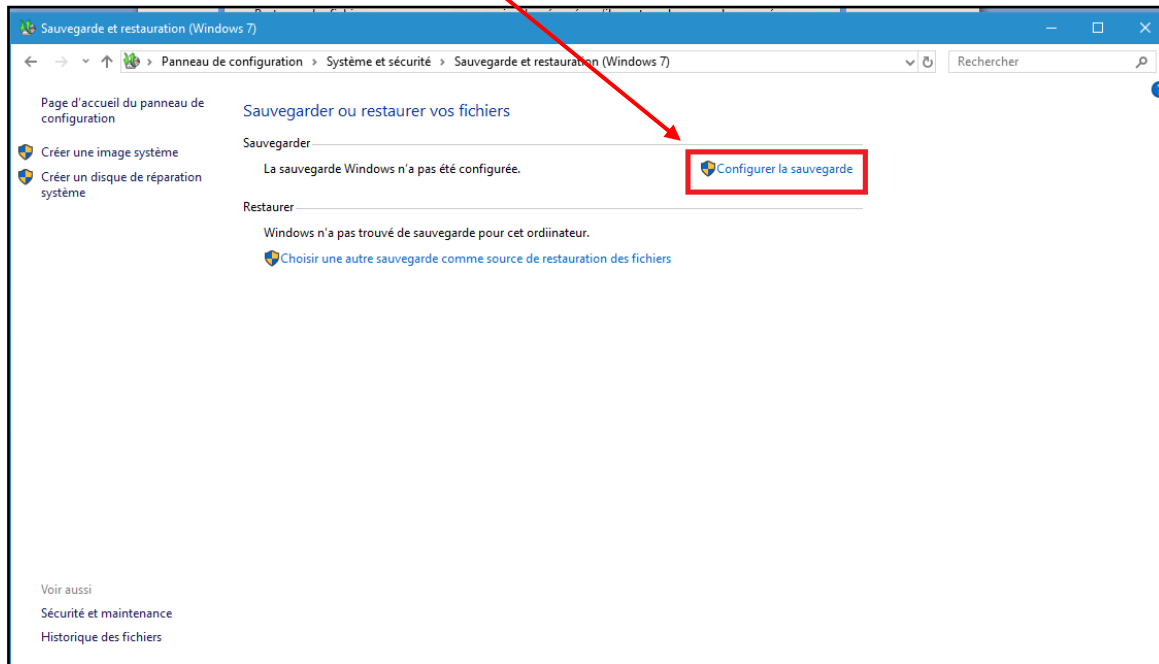 Sauvegarde et restauration (Windows 7)
Panneau de configuration > Système et sécurité > Sauvegarde et restauration (Windows 7)
Rechercher
Page d'accueil du panneau de
configuration
Créer une image système
Créer un disque de réparation
système
Sauvegarder ou restaurer vos fichiers
Sauvegarder
La sauvegarde Windows n'a pas été configurée.
Configurer la sauvegarde
Restaurer
Windows n'a pas trouvé de sauvegarde pour cet ordiinateur.
Choisir une autre sauvegarde comme source de restauration des fichiers
Voir aussi
Sécurité et maintenance
Historique des fichiers